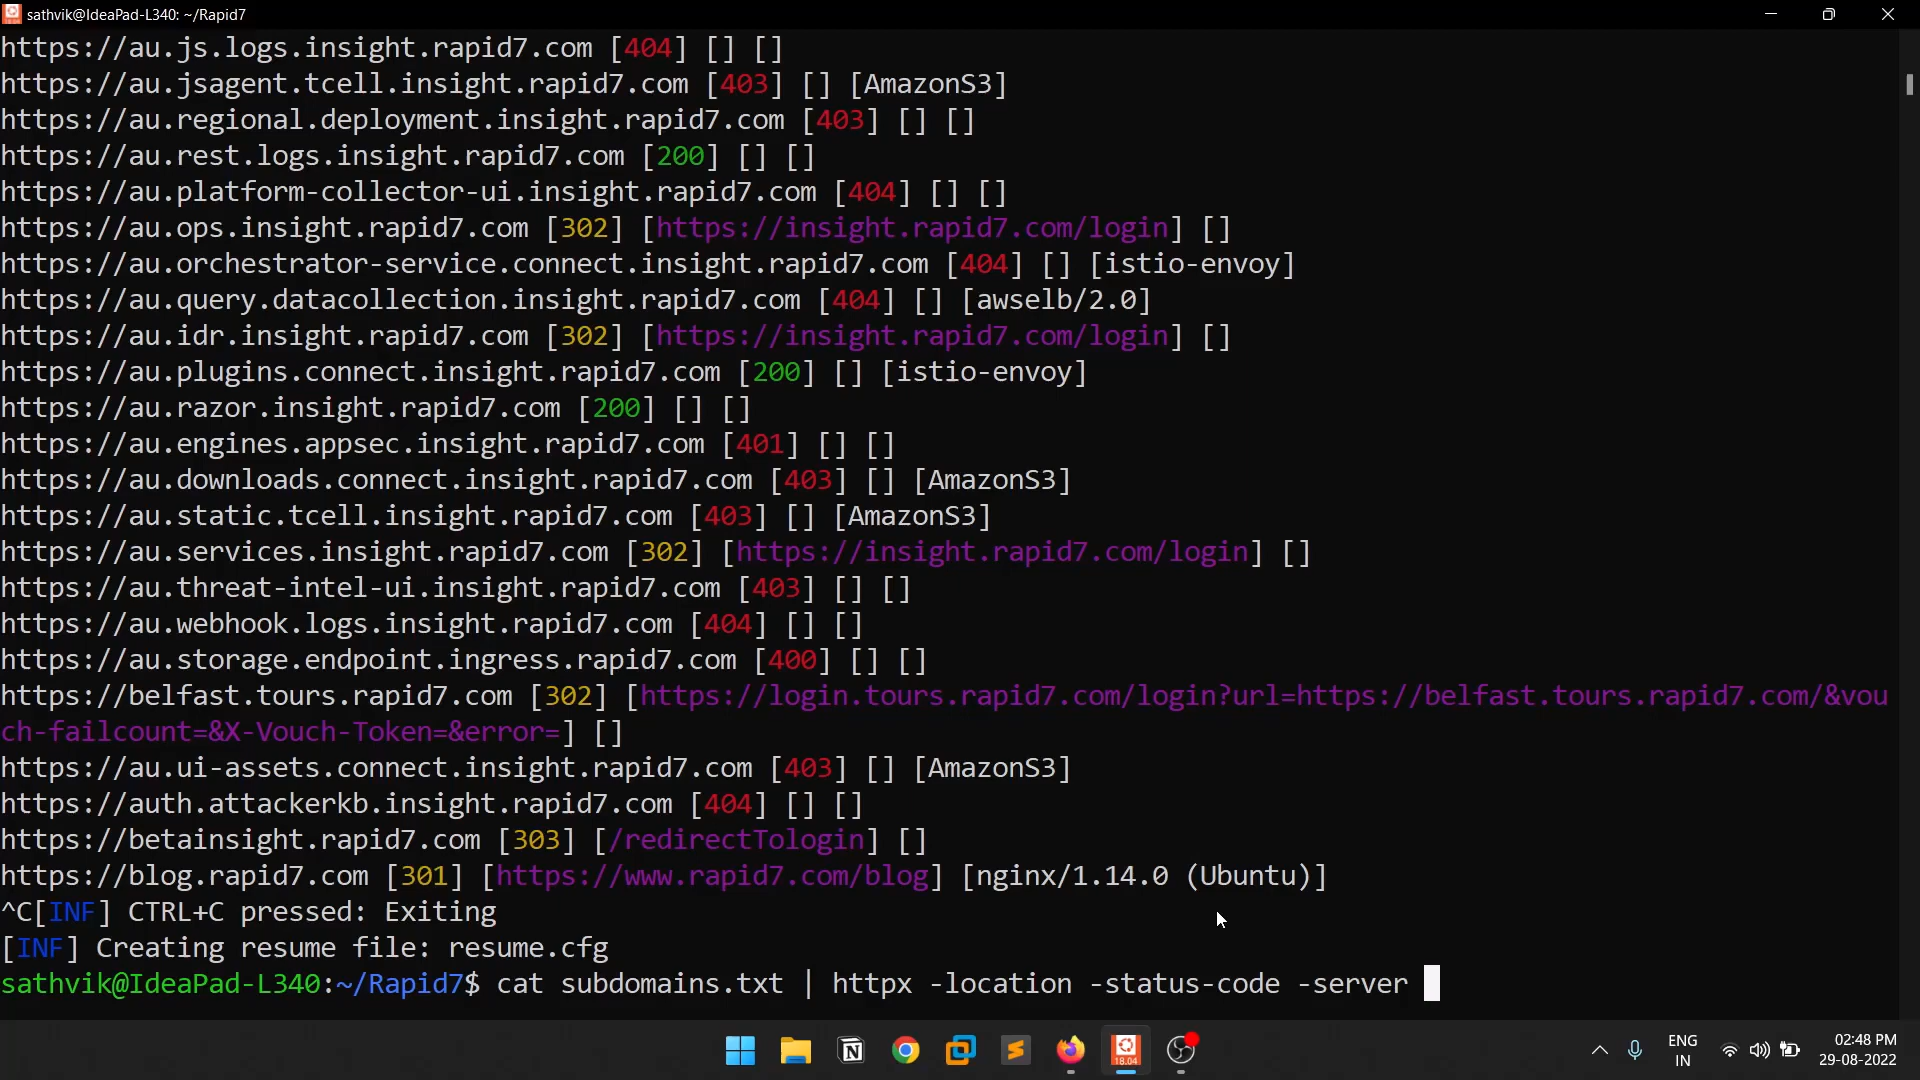 sathvik@IdeaPad-L340: ~/Rapid7
https://au.js.logs.insight.rapid7.com [404] [] []
https://au.jsagent.tcell.insight.rapid7.com [403] [] [AmazonS3]
https://au.regional.deployment.insight.rapid7.com [403] [] []
https://au.rest.logs.insight.rapid7.com [200] [] []
https://au.platform-collector-ui.insight.rapid7.com [404] [] []
https://au.ops.insight.rapid7.com [302] [https://insight.rapid7.com/login] []
https://au.orchestrator-service.connect.insight.rapid7.com [404] [] [istio-envoy]
https://au.query.datacollection.insight.rapid7.com [404] [] [awselb/2.0]
https://au.idr.insight.rapid7.com [302] [https://insight.rapid7.com/login] []
https://au.plugins.connect.insight.rapid7.com [200] [] [istio-envoy]
https://au.razor.insight.rapid7.com [200] [] []
https://au.engines.appsec.insight.rapid7.com [401] [] []
https://au.downloads.connect.insight.rapid7.com [403] [] [AmazonS3]
https://au.static.tcell.insight.rapid7.com [403] [] [AmazonS3]
https://au.services.insight.rapid7.com [302] [https://insight.rapid7.com/login] []
https://au.threat-intel-ui.insight.rapid7.com [403] [] []
https://au.webhook.logs.insight.rapid7.com [404] [] []
https://au.storage.endpoint.ingress.rapid7.com [400] [] []
https://belfast.tours.rapid7.com [302] [https://login.tours.rapid7.com/login?url=https://belfast.tours.rapid7.com/&vou
ch-failcount=&X-Vouch-Token=&error=] []
https://au.ui-assets.connect.insight.rapid7.com [403] [] [AmazonS3]
https://auth.attackerkb.insight.rapid7.com [404] [] []
https://betainsight.rapid7.com [303] [/redirectTologin] []
https://blog.rapid7.com [301] [https://www.rapid7.com/blog] [nginx/1.14.0 (Ubuntu)]
^C[INF] CTRL+C pressed: Exiting
[INF] Creating resume file: resume.cfg
sathvik@IdeaPad-L340:~/Rapid7$ cat subdomains.txt | httpx -location -status-code -server
18.04
ENG
IN
02:48 PM
29-08-2022